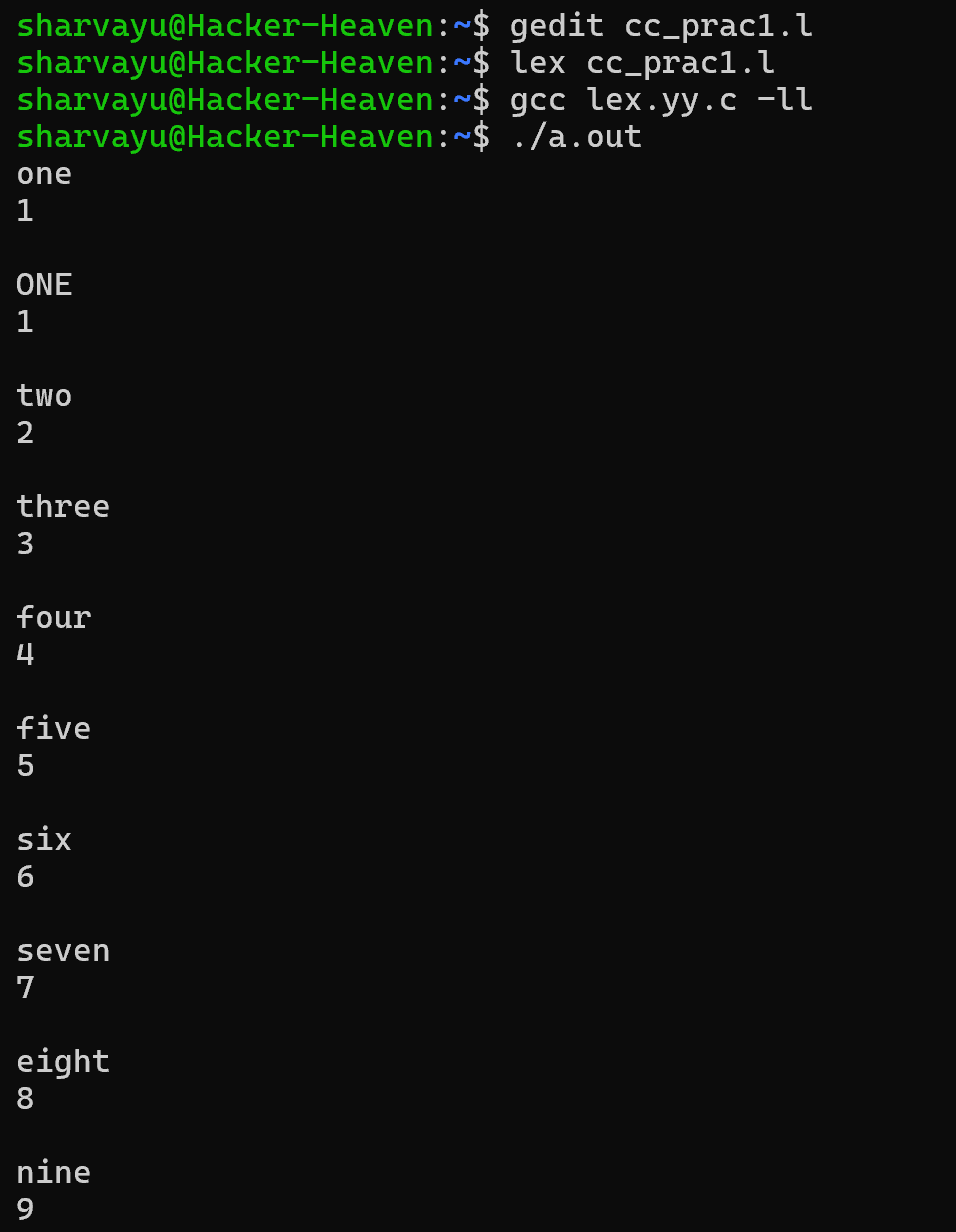 sharvayu@Hacker-Heaven:~$ gedit cc_prac1.l
sharvayu@Hacker-Heaven:~$ lex cc_prac1.l
sharvayu@Hacker-Heaven:~$ gcc lex.yy.c -ll
sharvayu@Hacker-Heaven:~$ ./a.out
one
1
ONE
1
two
2
three
3
four
4
five
5
six
6
seven
7
eight
8
nine
9